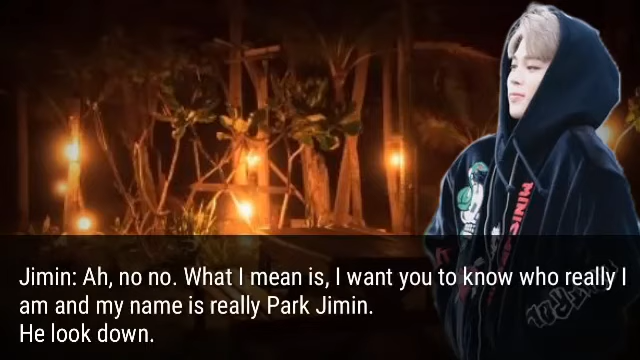 Jimin: Ah, no no. What I mean is, I want you to know who really I
am and my name is really Park Jimin.
He look down.